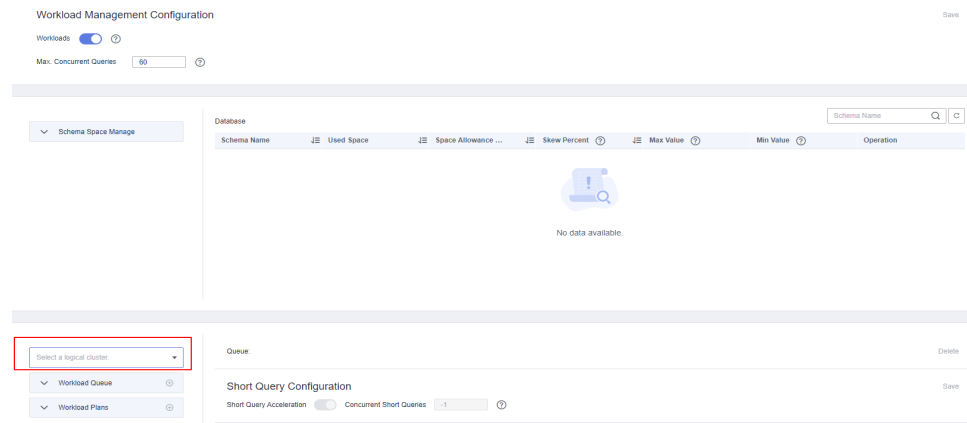 Workload Management Configuration
Save
Workloads
Max. Concurrent Queries 60
Schema Space Manage
Database
Schema Name
Schema Name Used Space Space Allowance ... Skew Percent Max Value Min Value Operation
No data available.
Select a logical cluster.
Queue:
Delete
Workload Queue
Workload Plans
Short Query Configuration
Save
Short Query Acceleration Concurrent Short Queries -1